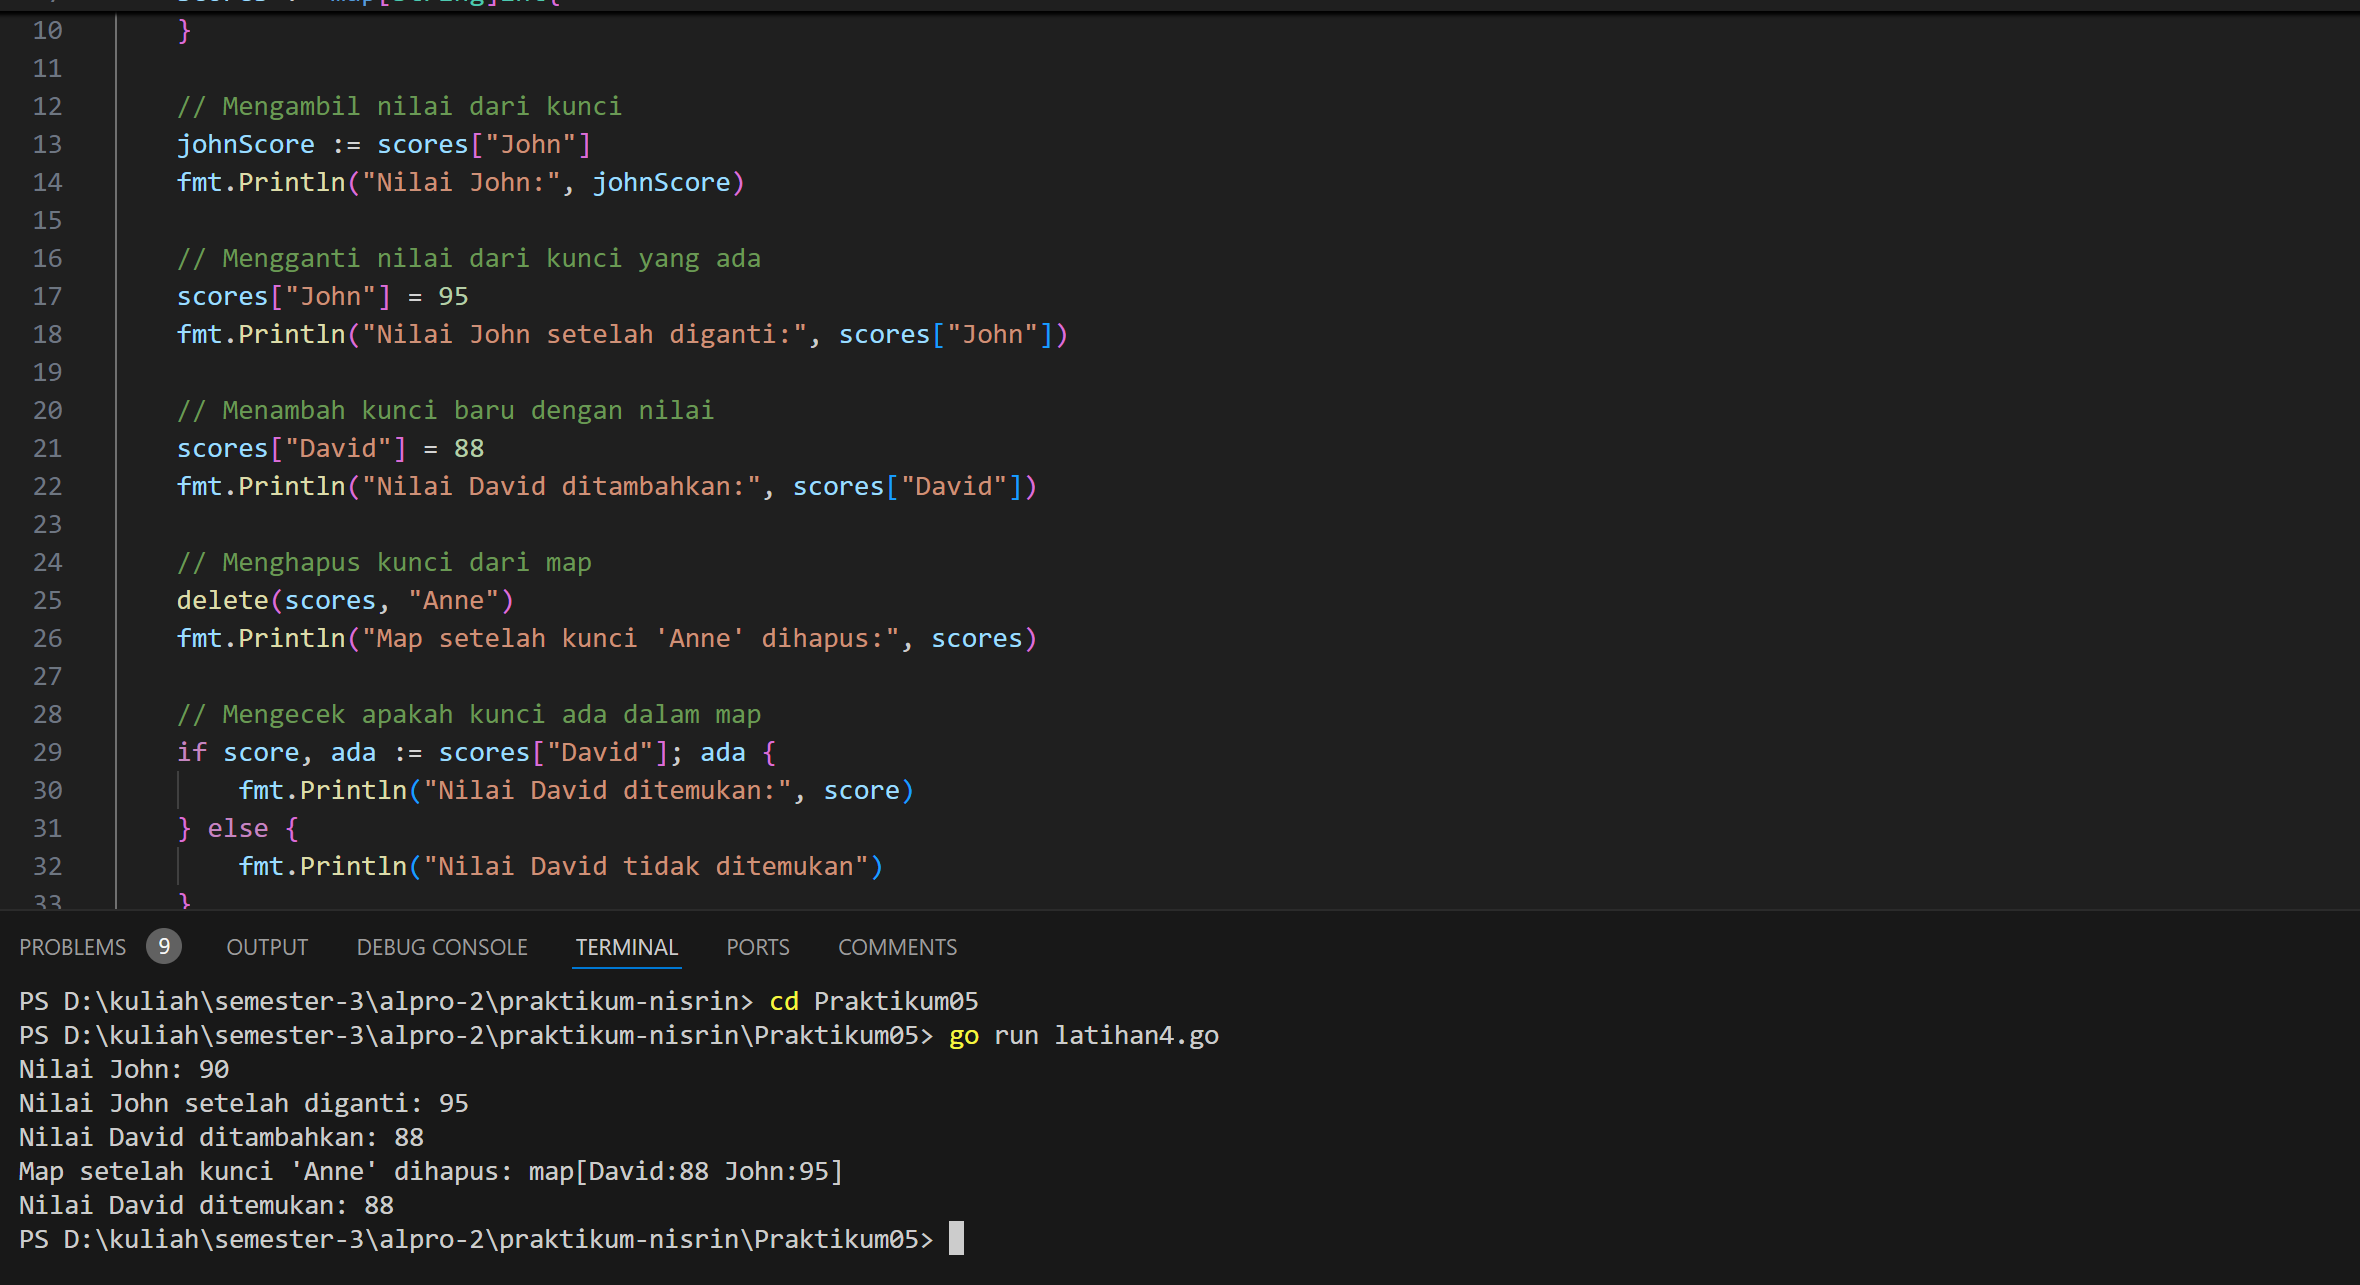 10 }
11
12 // Mengambil nilai dari kunci
13 johnScore := scores["John"]
14 fmt.Println("Nilai John:", johnScore)
15
16 // Mengganti nilai dari kunci yang ada
17 scores["John"] = 95
18 fmt.Println("Nilai John setelah diganti:", scores["John"])
19
20 // Menambah kunci baru dengan nilai
21 scores["David"] = 88
22 fmt.Println("Nilai David ditambahkan:", scores["David"])
23
24 // Menghapus kunci dari map
25 delete(scores, "Anne")
26 fmt.Println("Map setelah kunci 'Anne' dihapus:", scores)
27
28 // Mengecek apakah kunci ada dalam map
29 if score, ada := scores["David"]; ada {
30 fmt.Println("Nilai David ditemukan:", score)
31 } else {
32 fmt.Println("Nilai David tidak ditemukan")
33 }
PROBLEMS 9 OUTPUT DEBUG CONSOLE TERMINAL PORTS COMMENTS
PS D:\kuliah\semester-3\alpro-2\praktikum-nisrin> cd Praktikum05
PS D:\kuliah\semester-3\alpro-2\praktikum-nisrin\Praktikum05> go run latihan4.go
Nilai John: 90
Nilai John setelah diganti: 95
Nilai David ditambahkan: 88
Map setelah kunci 'Anne' dihapus: map[David:88 John:95]
Nilai David ditemukan: 88
PS D:\kuliah\semester-3\alpro-2\praktikum-nisrin\Praktikum05>